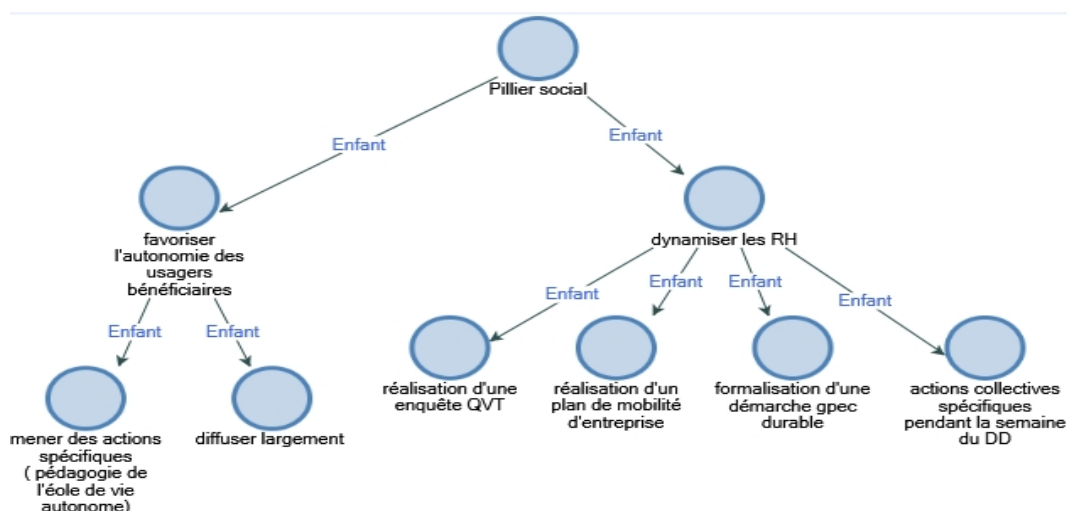 Pillier social
Enfant
Enfant
favoriser
l'autonomie des
usagers
bénéficiaires
dynamiser les RH
Enfant
Enfant
Enfant
Enfant
Enfant
Enfant
mener des actions
spécifiques
( pédagogie de
l'éole de vie
autonome)
diffuser largement
réalisation d'une
enquête QVT
réalisation d'un
plan de mobilité
d'entreprise
formalisation d'une
démarche gpec
durable
actions collectives
spécifiques
pendant la semaine
du DD